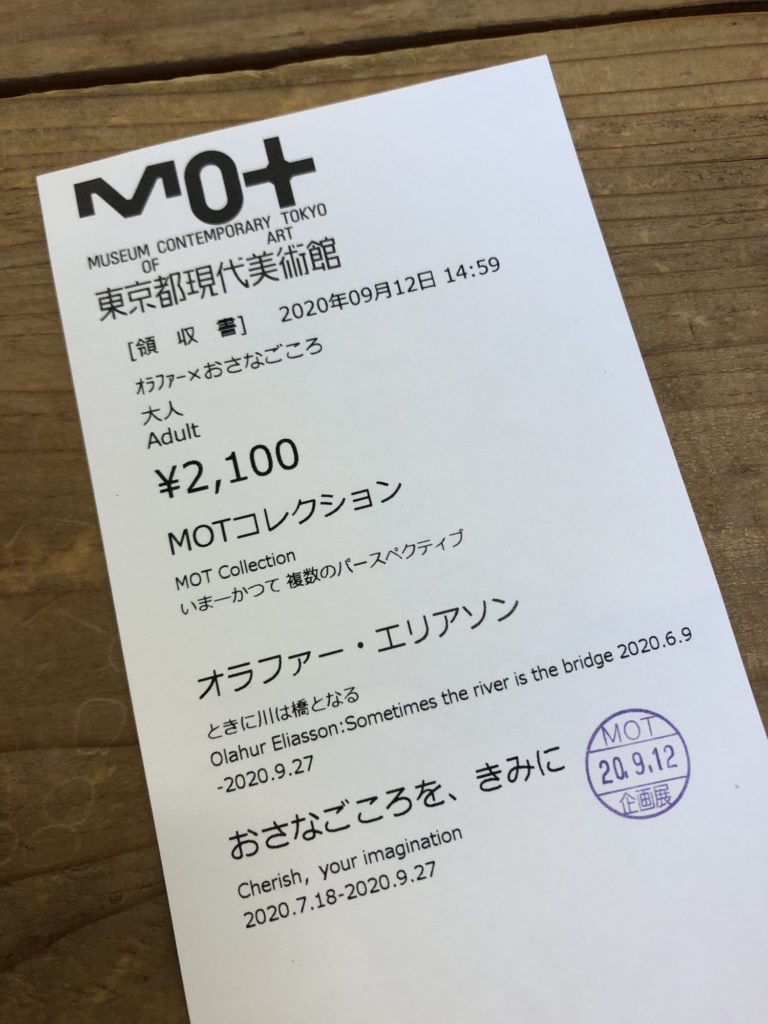 MOT
MUSEUM CONTEMPORARY TOKYO
OF ART
東京都現代美術館
[領 収 書] 2020年09月12日 14:59
ｵﾗﾌｧｰ×おさなごころ
大人
Adult
¥2,100
MOTコレクション
MOT Collection
いまーかつて 複数のパースペクティブ
オラファー・エリアソン
ときに川は橋となる
Olahur Eliasson:Sometimes the river is the bridge 2020.6.9
-2020.9.27
おさなごころを、きみに
Cherish, your imagination
2020.7.18-2020.9.27
MOT
20.9.12
企画展